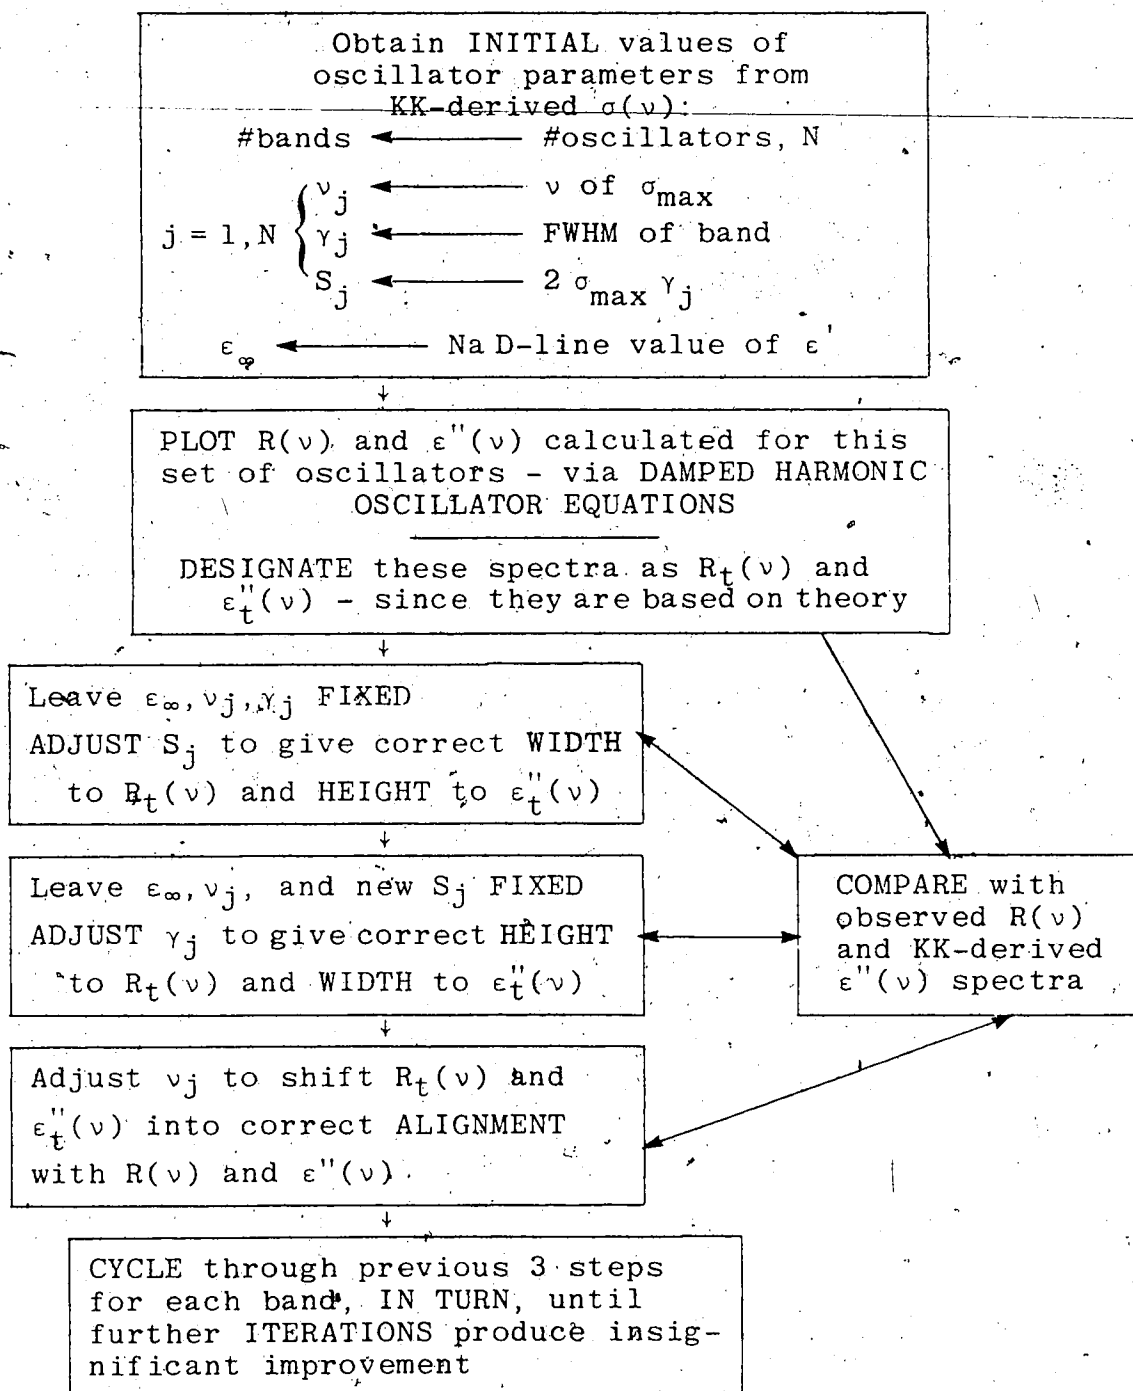 Obtain INITIAL values of
oscillator parameters from
KK-derived σ(ν):
#bands ← #oscillators, N
ν_j ← ν of σ_max
j = 1,N { γ_j ← FWHM of band
S_j ← 2 σ_max γ_j
ε_∞ ← Na D-line value of ε'
↓
PLOT R(ν) and ε"(ν) calculated for this
set of oscillators - via DAMPED HARMONIC
OSCILLATOR EQUATIONS
DESIGNATE these spectra as R_t(ν) and
ε"_t(ν) - since they are based on theory
↓
Leave ε_∞, ν_j, γ_j FIXED
ADJUST S_j to give correct WIDTH
to R_t(ν) and HEIGHT to ε"_t(ν)
↓
Leave ε_∞, ν_j, and new S_j FIXED
ADJUST γ_j to give correct HEIGHT
to R_t(ν) and WIDTH to ε"_t(ν)
COMPARE with
observed R(ν)
and KK-derived
ε"(ν) spectra
↓
Adjust ν_j to shift R_t(ν) and
ε"_t(ν) into correct ALIGNMENT
with R(ν) and ε"(ν).
↓
CYCLE through previous 3 steps
for each band, IN TURN, until
further ITERATIONS produce insig-
nificant improvement